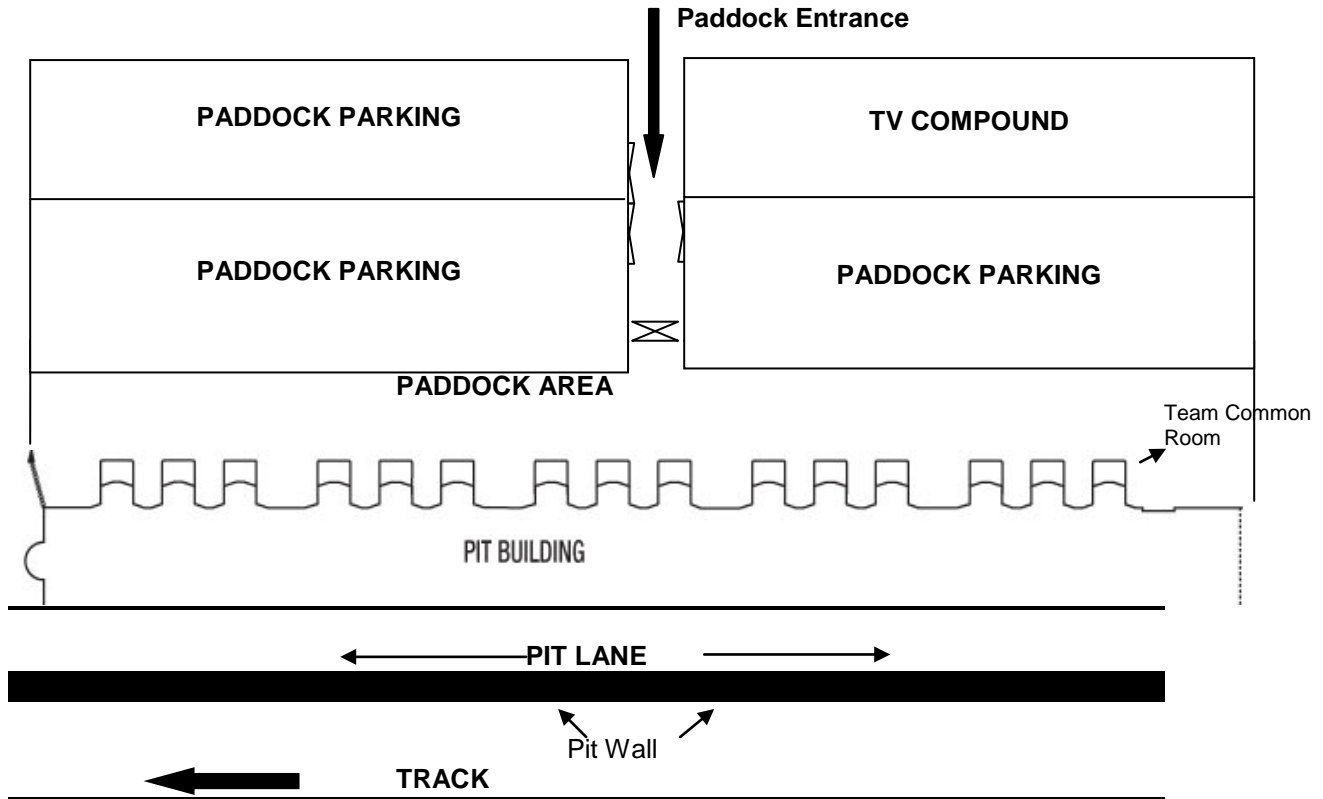 Paddock Entrance
PADDOCK PARKING
TV COMPOUND
PADDOCK PARKING
PADDOCK PARKING
PADDOCK AREA
Team Common
Room
PIT BUILDING
PIT LANE
Pit Wall
TRACK